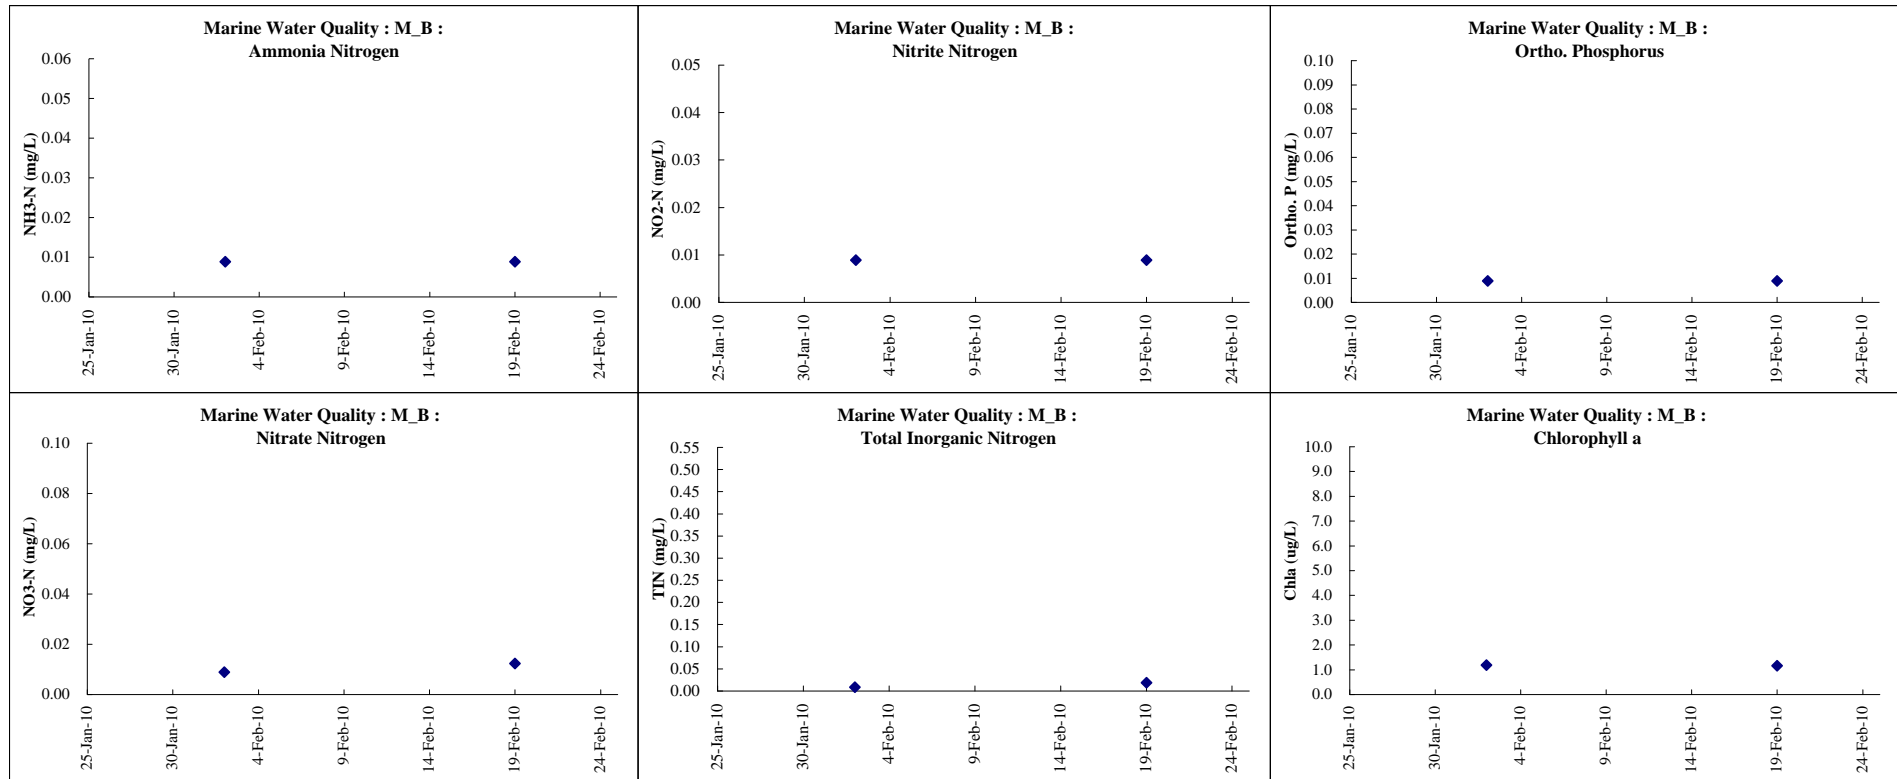 Marine Water Quality : M_B :
Ammonia Nitrogen
0.06
0.05
0.04
0.03
0.02
0.01
0.00
NH3-N (mg/L)
25-Jan-10
30-Jan-10
4-Feb-10
9-Feb-10
14-Feb-10
19-Feb-10
24-Feb-10
Marine Water Quality : M_B :
Nitrite Nitrogen
0.05
0.04
0.03
0.02
0.01
0.00
NO2-N (mg/L)
25-Jan-10
30-Jan-10
4-Feb-10
9-Feb-10
14-Feb-10
19-Feb-10
24-Feb-10
Marine Water Quality : M_B :
Ortho. Phosphorus
0.10
0.09
0.08
0.07
0.06
0.05
0.04
0.03
0.02
0.01
0.00
Ortho. P (mg/L)
25-Jan-10
30-Jan-10
4-Feb-10
9-Feb-10
14-Feb-10
19-Feb-10
24-Feb-10
Marine Water Quality : M_B :
Nitrate Nitrogen
0.10
0.08
0.06
0.04
0.02
0.00
NO3-N (mg/L)
25-Jan-10
30-Jan-10
4-Feb-10
9-Feb-10
14-Feb-10
19-Feb-10
24-Feb-10
Marine Water Quality : M_B :
Total Inorganic Nitrogen
0.55
0.50
0.45
0.40
0.35
0.30
0.25
0.20
0.15
0.10
0.05
0.00
TIN (mg/L)
25-Jan-10
30-Jan-10
4-Feb-10
9-Feb-10
14-Feb-10
19-Feb-10
24-Feb-10
Marine Water Quality : M_B :
Chlorophyll a
10.0
9.0
8.0
7.0
6.0
5.0
4.0
3.0
2.0
1.0
0.0
Chla (ug/L)
25-Jan-10
30-Jan-10
4-Feb-10
9-Feb-10
14-Feb-10
19-Feb-10
24-Feb-10